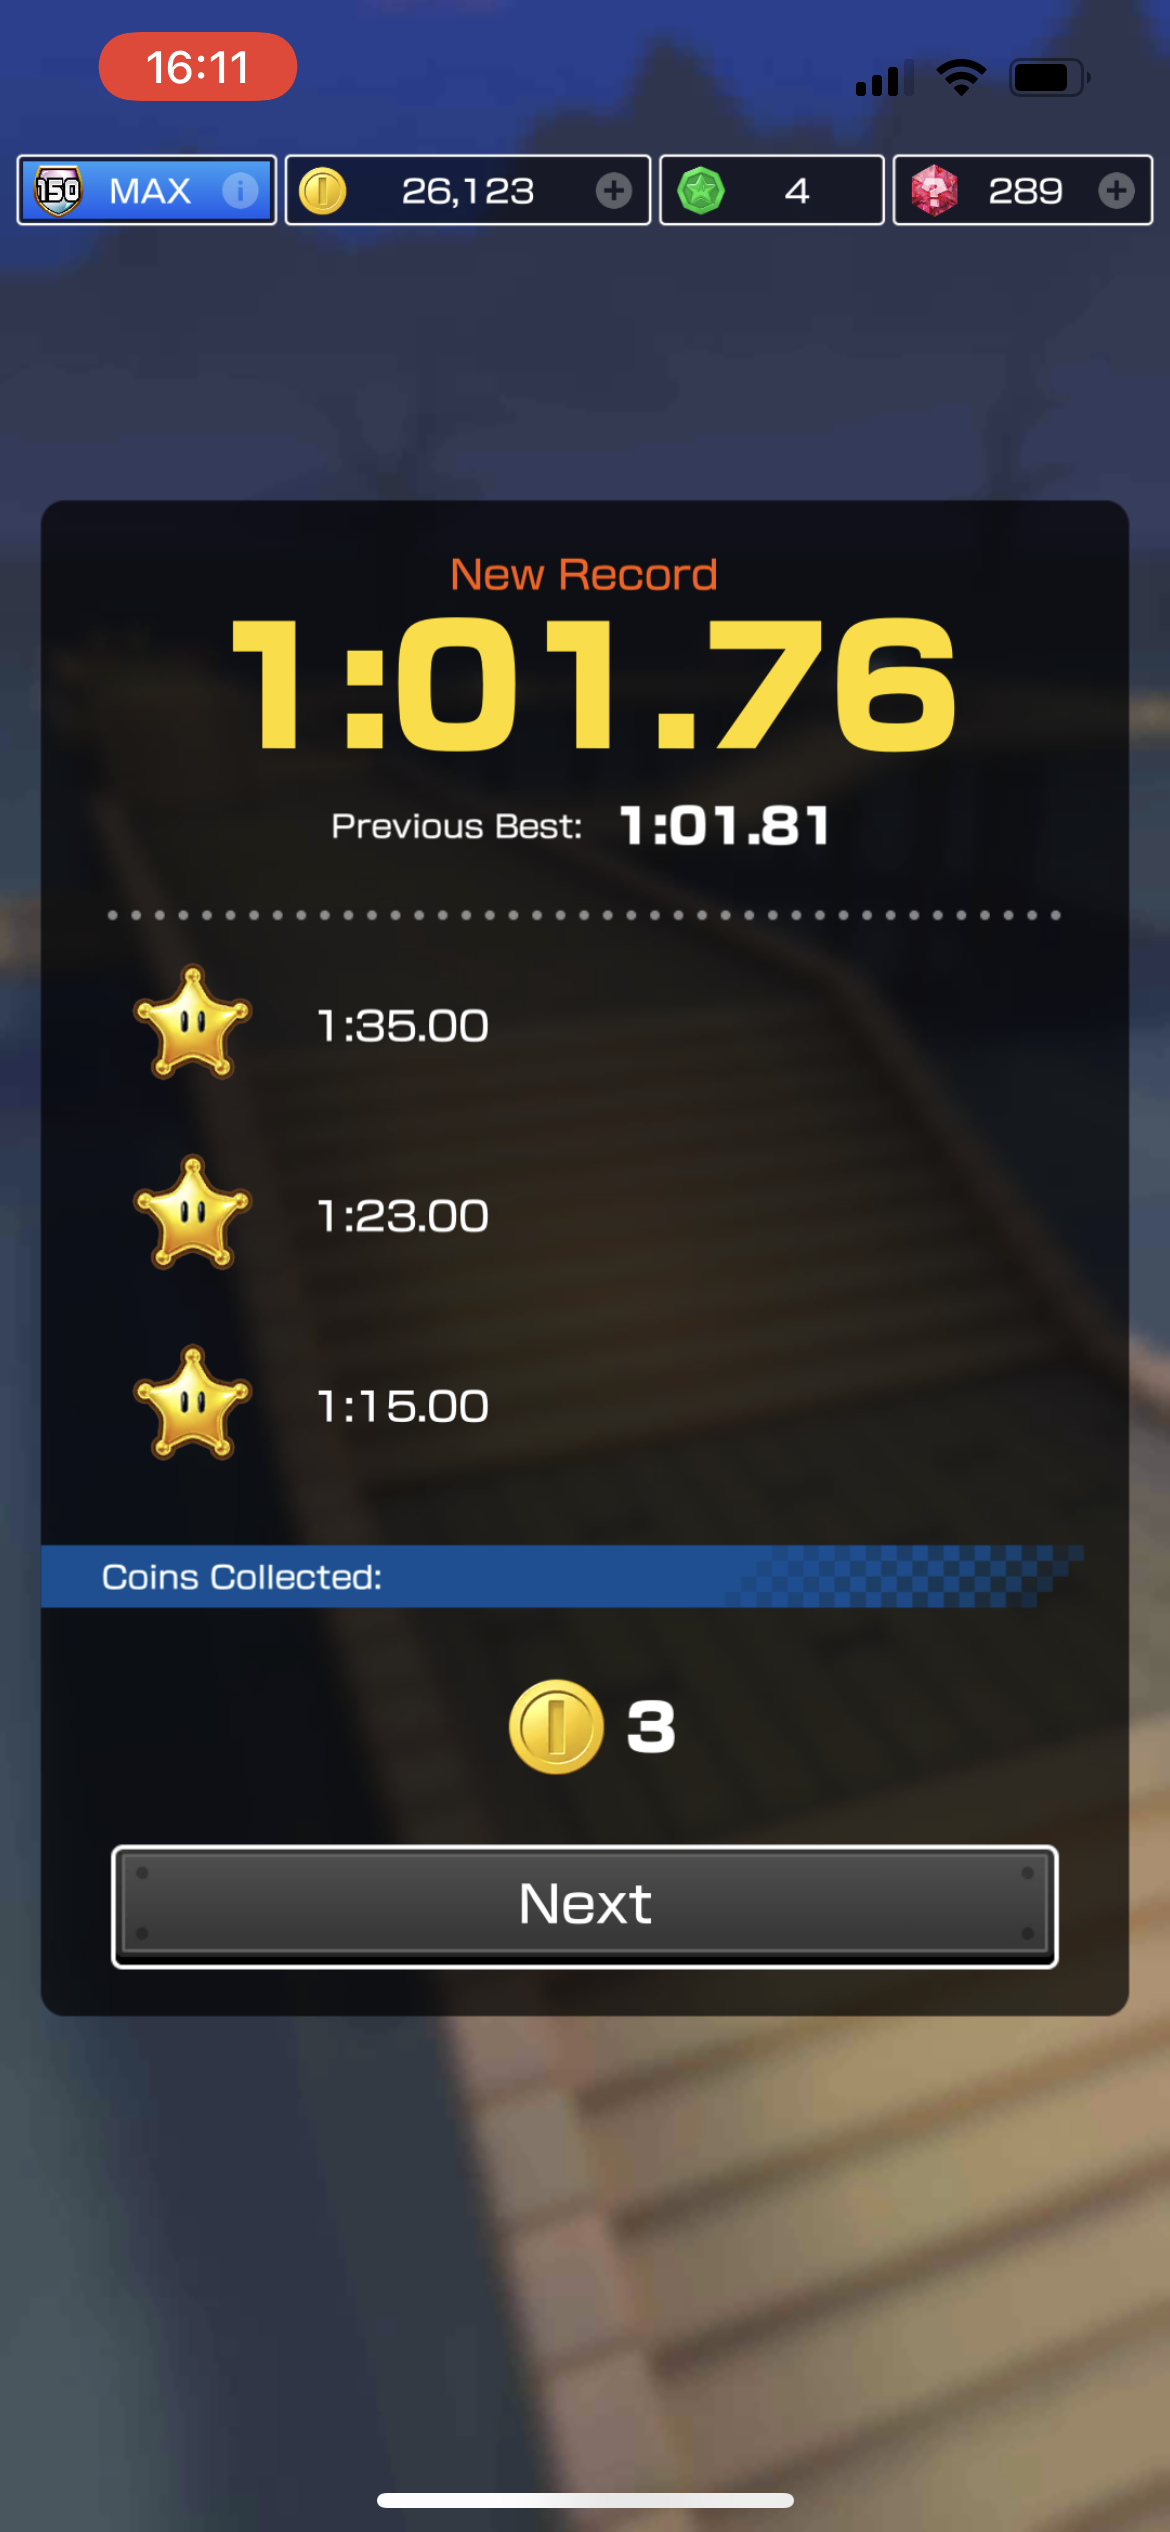 16:11
150 MAX i 26,123 + 4 ? 289 +
New Record
1:01.76
Previous Best: 1:01.81
1:35.00
1:23.00
1:15.00
Coins Collected:
3
Next